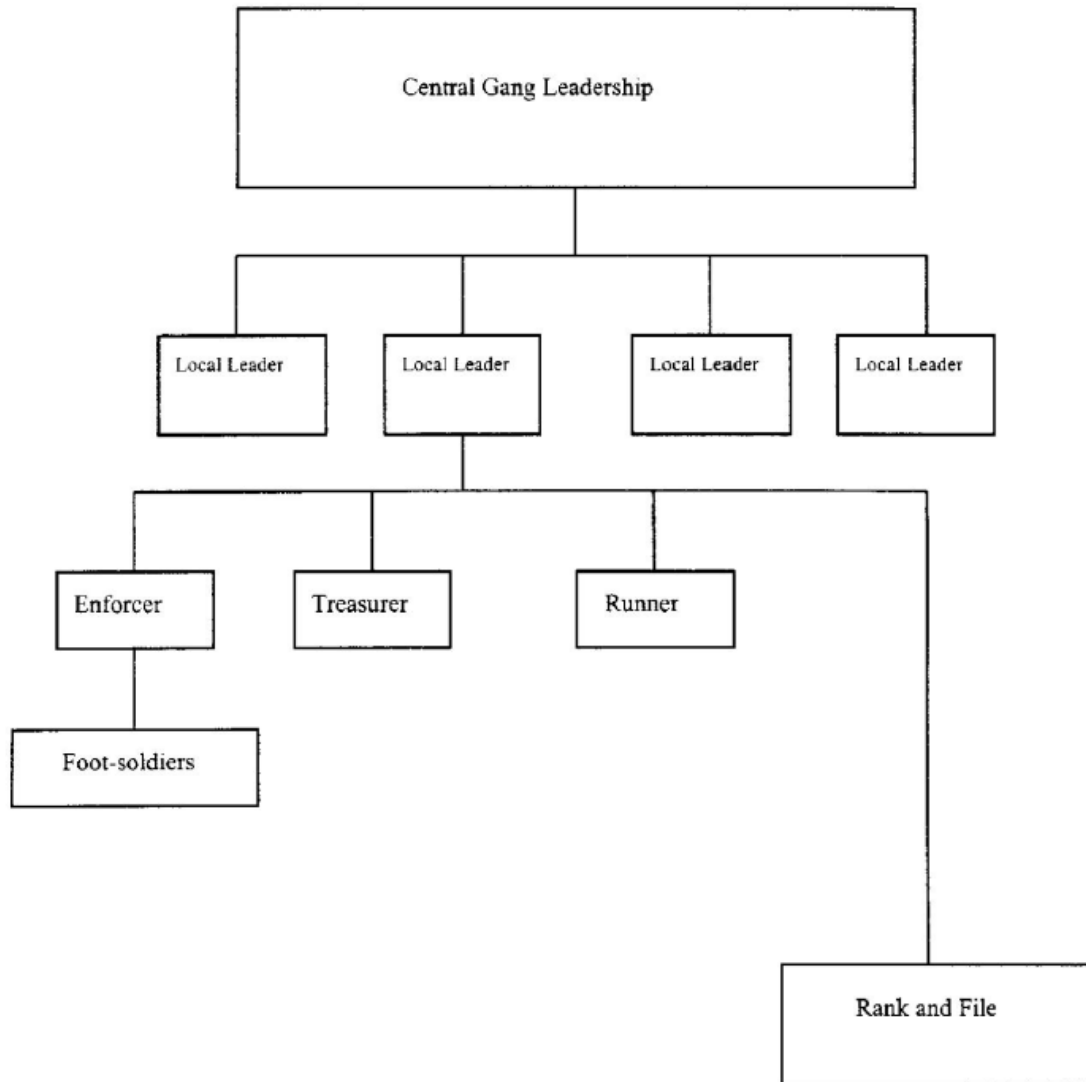 Central Gang Leadership
Local Leader
Local Leader
Local Leader
Local Leader
Enforcer
Treasurer
Runner
Foot-soldiers
Rank and File